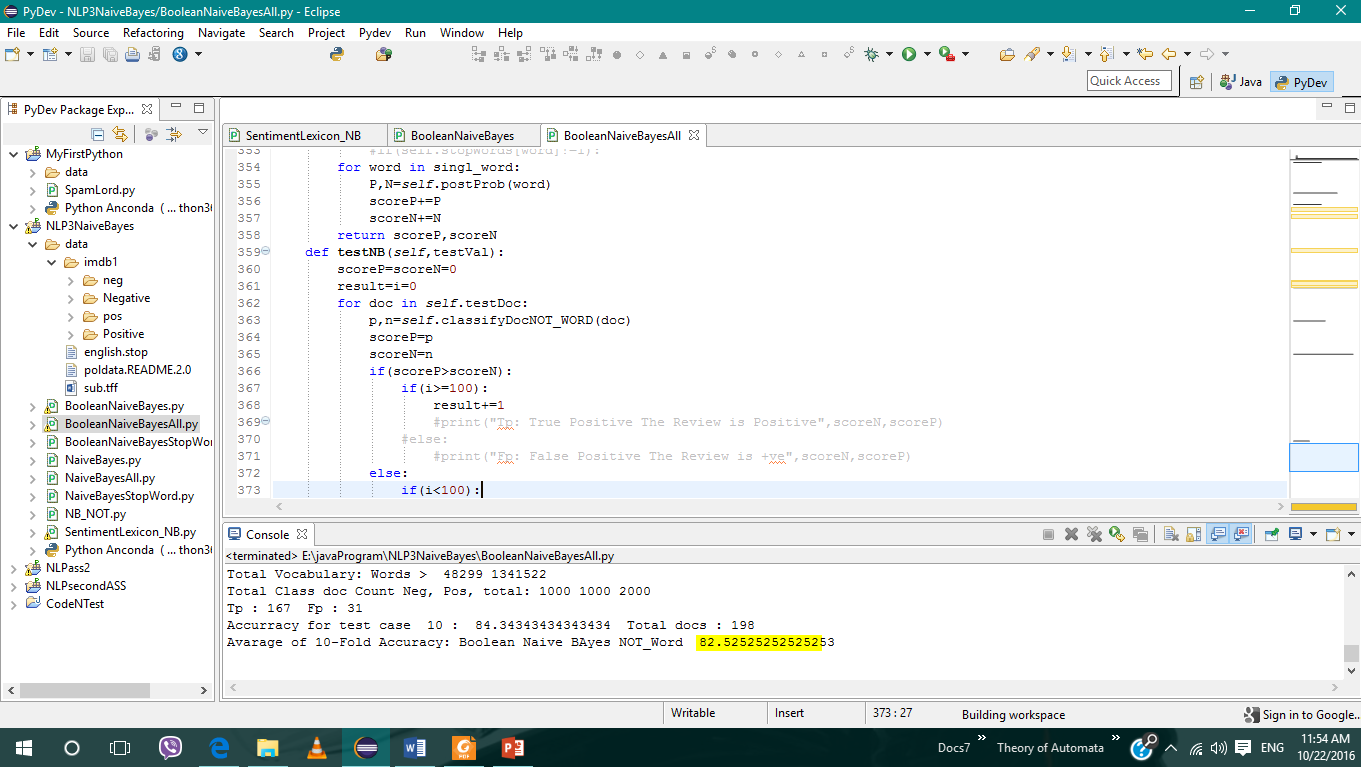 PyDev - NLP3NaiveBayes/BooleanNaiveBayesAll.py - Eclipse
File Edit Source Refactoring Navigate Search Project Pydev Run Window Help
Quick Access
Java
PyDev
PyDev Package Exp...
MyFirstPython
data
SpamLord.py
Python Anconda ( ... thon36
NLP3NaiveBayes
data
imdb1
neg
Negative
pos
Positive
english.stop
poldata.README.2.0
sub.tff
BooleanNaiveBayes.py
BooleanNaiveBayesAll.py
BooleanNaiveBayesStopWor
NaiveBayes.py
NaiveBayesAll.py
NaiveBayesStopWord.py
NB_NOT.py
SentimentLexicon_NB.py
Python Anconda ( ... thon36
NLPass2
NLPsecondASS
CodeNTest
SentimentLexicon_NB
BooleanNaiveBayes
BooleanNaiveBayesAll
353 #if(self.stopWords[word]!=1):
354 for word in singl_word:
355 P,N=self.postProb(word)
356 scoreP+=P
357 scoreN+=N
358 return scoreP,scoreN
359 def testNB(self,testVal):
360 scoreP=scoreN=0
361 result=i=0
362 for doc in self.testDoc:
363 p,n=self.classifyDocNOT_WORD(doc)
364 scoreP=p
365 scoreN=n
366 if(scoreP>scoreN):
367 if(i>=100):
368 result+=1
369 #print("Tp: True Positive The Review is Positive",scoreN,scoreP)
370 #else:
371 #print("Fp: False Positive The Review is +ve",scoreN,scoreP)
372 else:
373 if(i<100):
Console
<terminated> E:\javaProgram\NLP3NaiveBayes\BooleanNaiveBayesAll.py
Total Vocabulary: Words > 48299 1341522
Total Class doc Count Neg, Pos, total: 1000 1000 2000
Tp : 167 Fp : 31
Accurracy for test case 10 : 84.34343434343434 Total docs : 198
Avarage of 10-Fold Accuracy: Boolean Naive BAyes NOT_Word 82.52525252525253
Writable
Insert
373 : 27
Building workspace
Sign in to Google...
Docs7
Theory of Automata
ENG
11:54 AM
10/22/2016